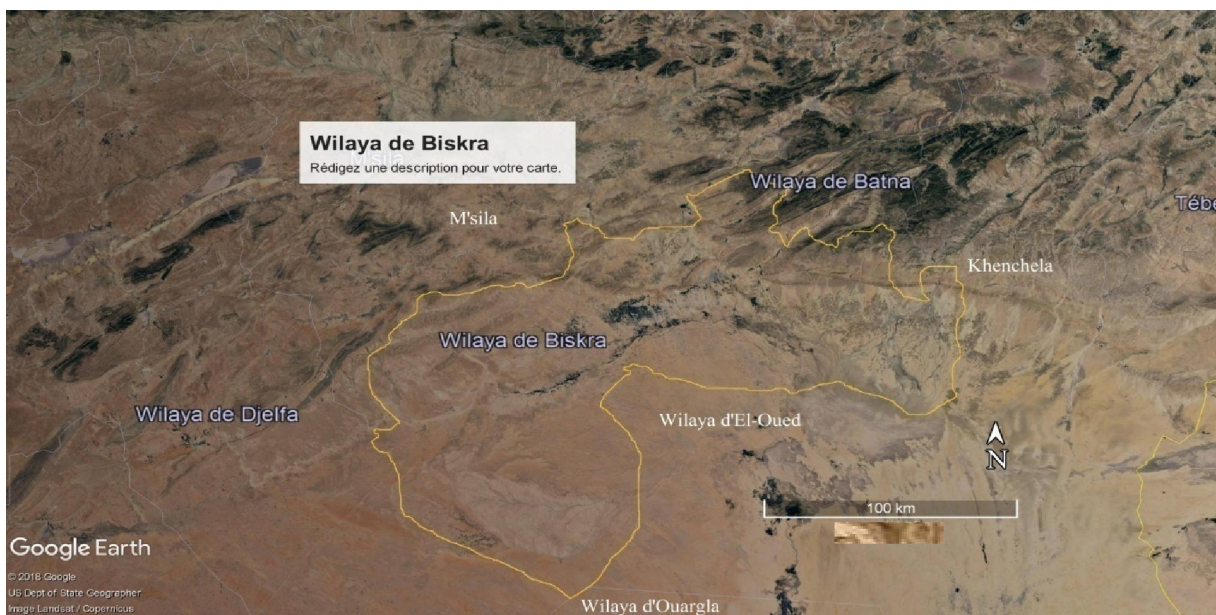 Wilaya de Biskra
Rédigez une description pour votre carte.
Wilaya de Batna
Tébe
M'sila
Khenchela
Wilaya de Biskra
Wilaya de Djelfa
Wilaya d'El-Oued
N
100 km
Google Earth
© 2018 Google
US Dept of State Geographer
Image Landsat / Copernicus
Wilaya d'Ouargla